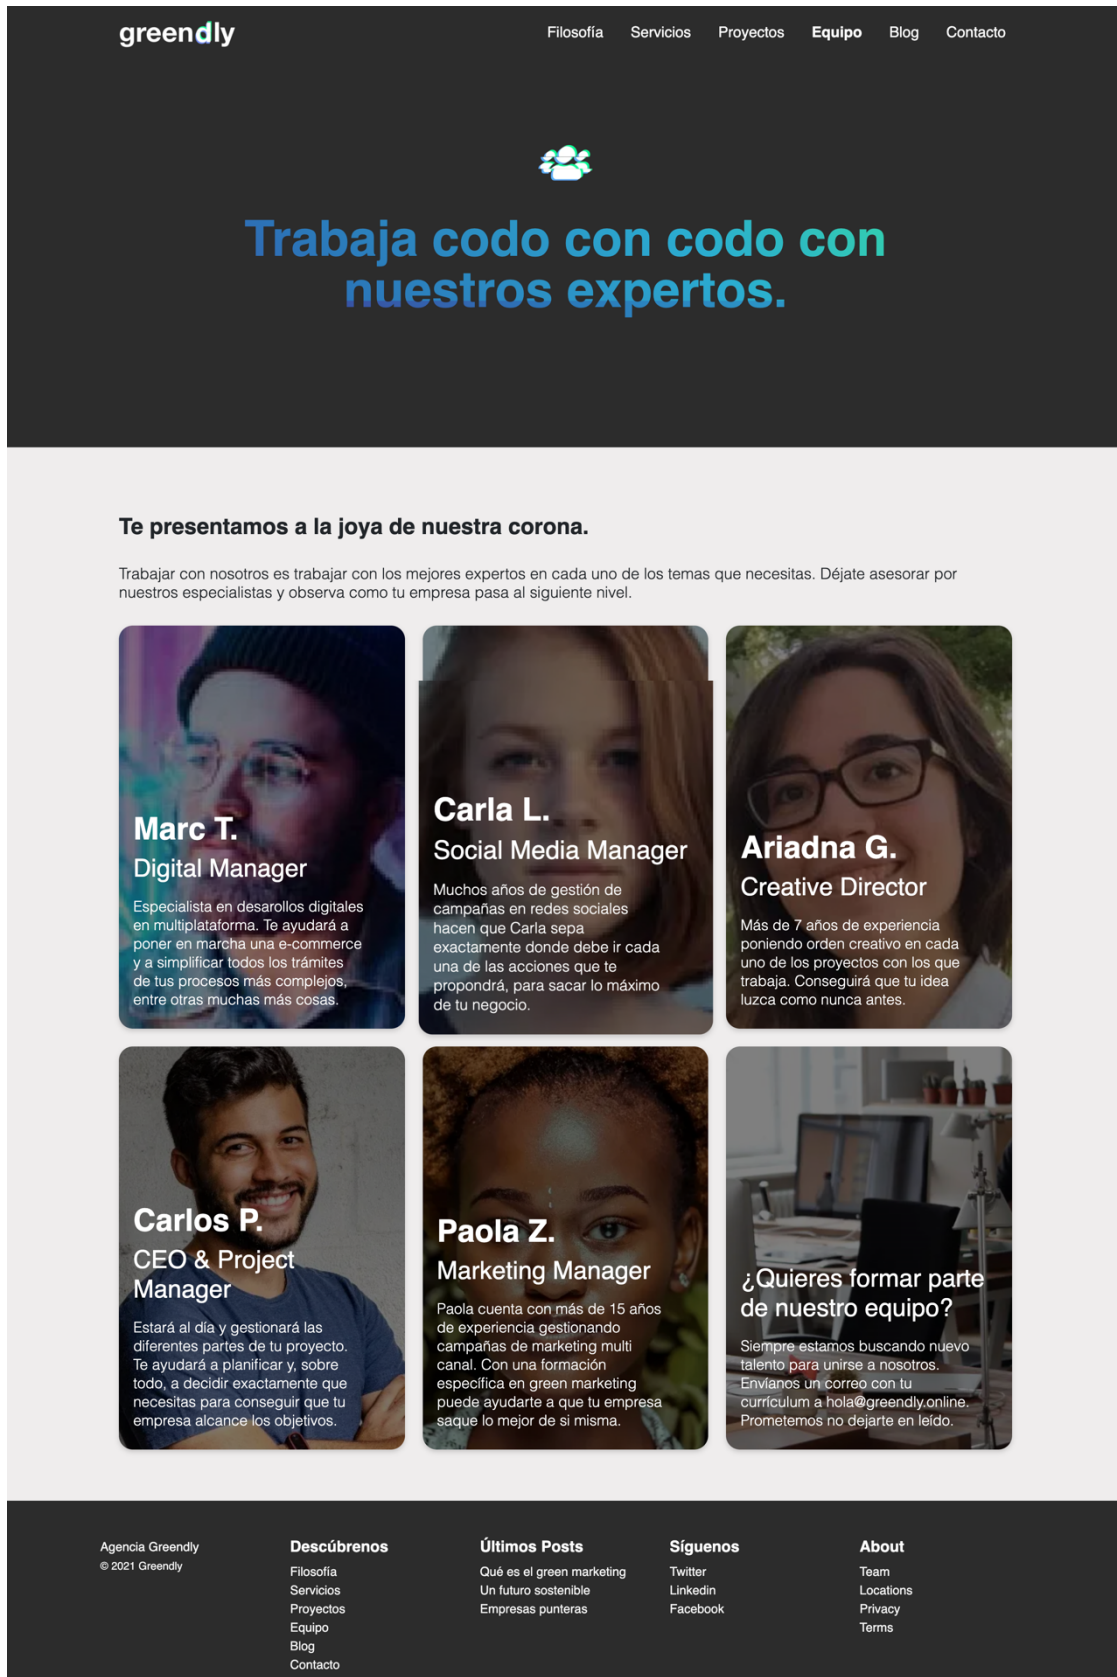 greendly
Filosofía Servicios Proyectos Equipo Blog Contacto
Trabaja codo con codo con
nuestros expertos.
Te presentamos a la joya de nuestra corona.
Trabajar con nosotros es trabajar con los mejores expertos en cada uno de los temas que necesitas. Déjate asesorar por
nuestros especialistas y observa como tu empresa pasa al siguiente nivel.
Marc T.
Digital Manager
Especialista en desarollos digitales
en multiplataforma. Te ayudará a
poner en marcha una e-commerce
y a simplificar todos los trámites
de tus procesos más complejos,
entre otras muchas más cosas.
Carla L.
Social Media Manager
Muchos años de gestión de
campañas en redes sociales
hacen que Carla sepa
exactamente donde debe ir cada
una de las acciones que te
propondrá, para sacar lo máximo
de tu negocio.
Ariadna G.
Creative Director
Más de 7 años de experiencia
poniendo orden creativo en cada
uno de los proyectos con los que
trabaja. Conseguirá que tu idea
luzca como nunca antes.
Carlos P.
CEO & Project
Manager
Estará al día y gestionará las
diferentes partes de tu proyecto.
Te ayudará a planificar y, sobre
todo, a decidir exactamente que
necesitas para conseguir que tu
empresa alcance los objetivos.
Paola Z.
Marketing Manager
Paola cuenta con más de 15 años
de experiencia gestionando
campañas de marketing multi
canal. Con una formación
específica en green marketing
puede ayudarte a que tu empresa
saque lo mejor de si misma.
¿Quieres formar parte
de nuestro equipo?
Siempre estamos buscando nuevo
talento para unirse a nosotros.
Envíanos un correo con tu
currículum a hola@greendly.online.
Prometemos no dejarte en leído.
Agencia Greendly
© 2021 Greendly
Descúbrenos
Filosofía
Servicios
Proyectos
Equipo
Blog
Contacto
Últimos Posts
Qué es el green marketing
Un futuro sostenible
Empresas punteras
Síguenos
Twitter
Linkedin
Facebook
About
Team
Locations
Privacy
Terms